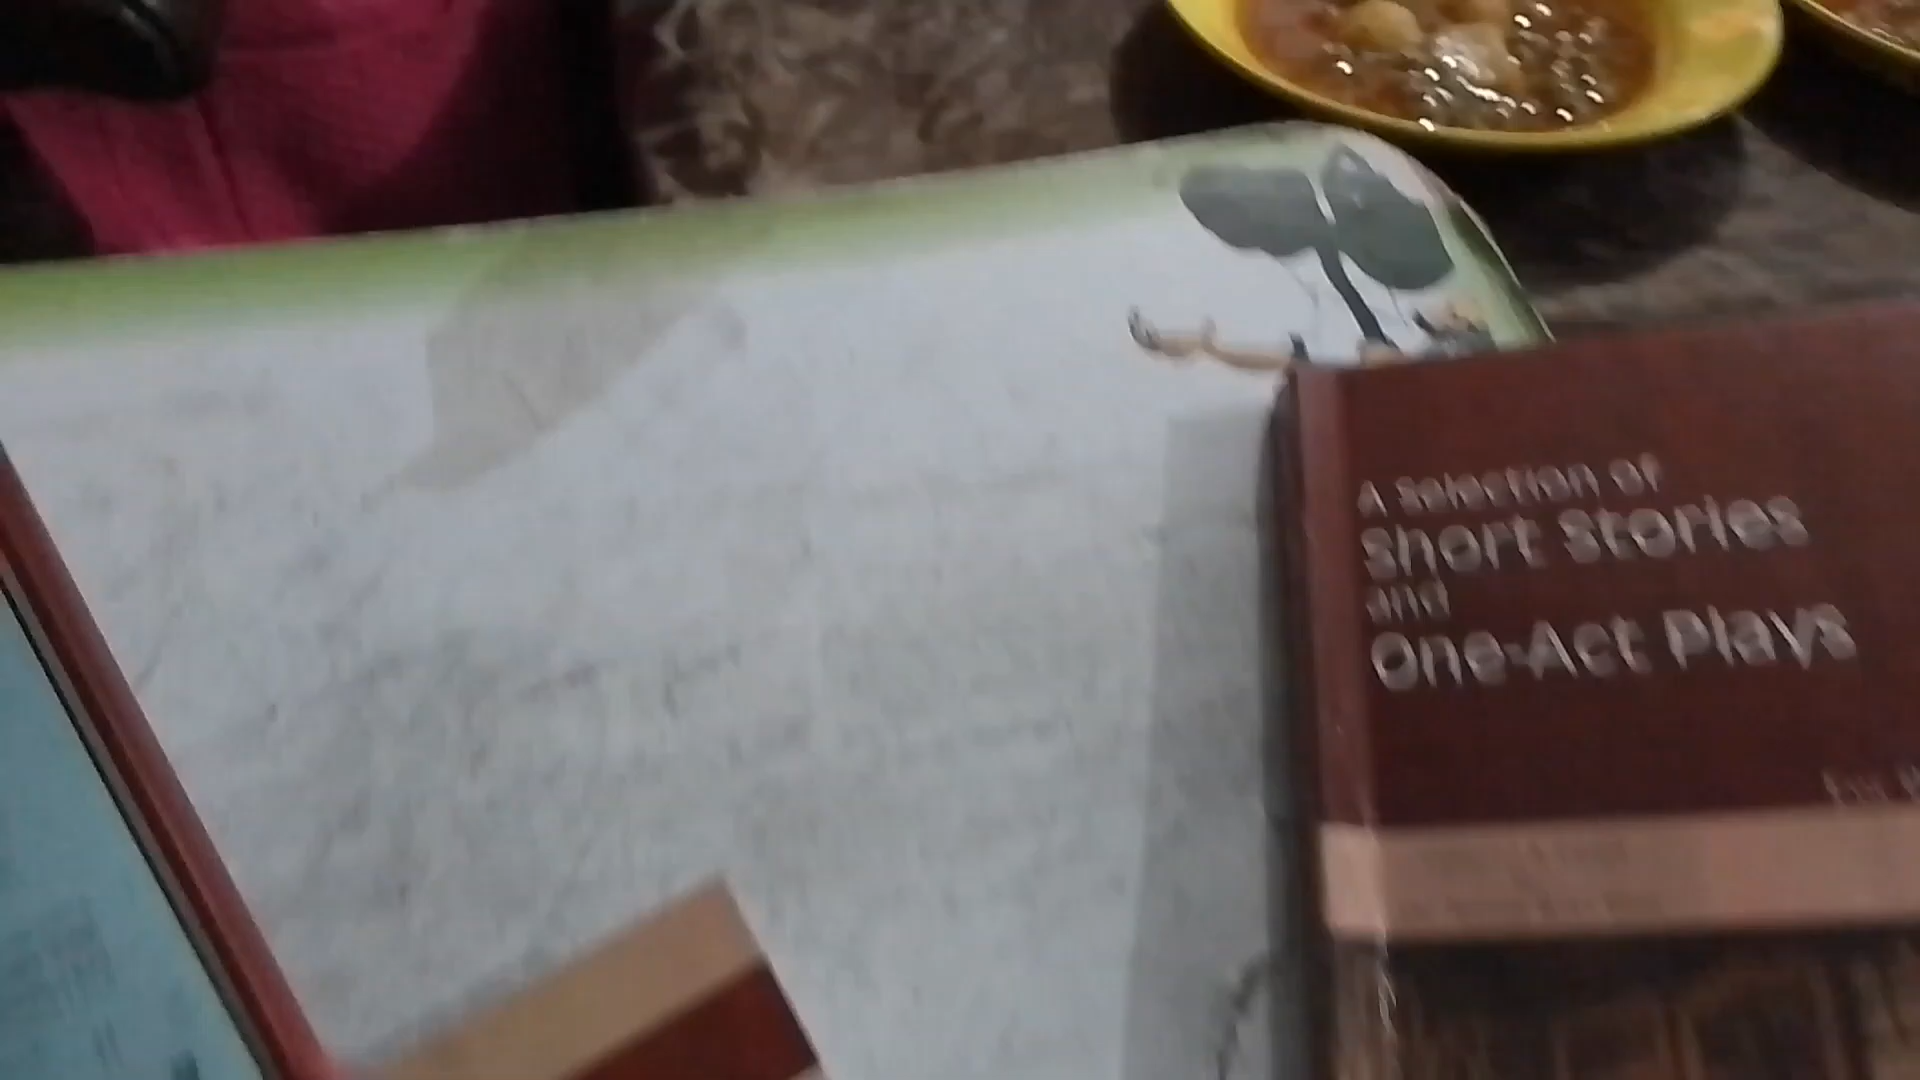 A Selection of
Short Stories
and
One-Act Plays